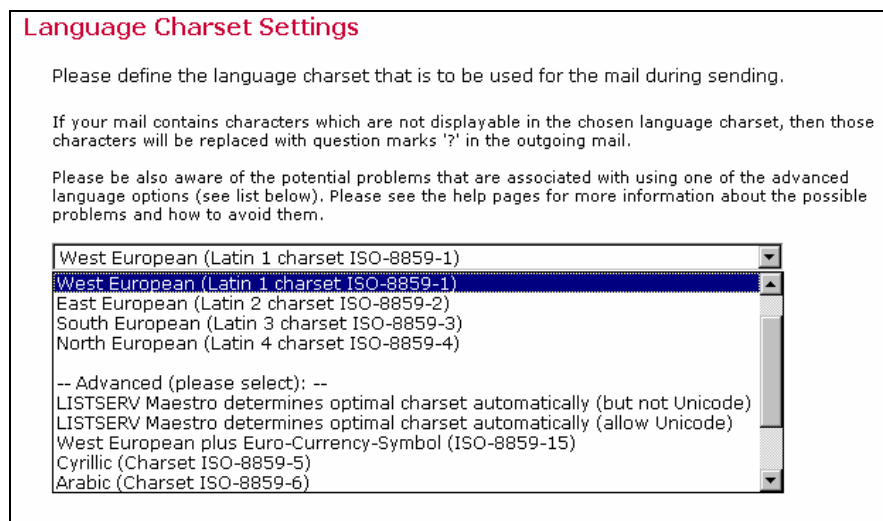 Language Charset Settings
Please define the language charset that is to be used for the mail during sending.
If your mail contains characters which are not displayable in the chosen language charset, then those
characters will be replaced with question marks '?' in the outgoing mail.
Please be also aware of the potential problems that are associated with using one of the advanced
language options (see list below). Please see the help pages for more information about the possible
problems and how to avoid them.
West European (Latin 1 charset ISO-8859-1)
West European (Latin 1 charset ISO-8859-1)
East European (Latin 2 charset ISO-8859-2)
South European (Latin 3 charset ISO-8859-3)
North European (Latin 4 charset ISO-8859-4)
-- Advanced (please select): --
LISTSERV Maestro determines optimal charset automatically (but not Unicode)
LISTSERV Maestro determines optimal charset automatically (allow Unicode)
West European plus Euro-Currency-Symbol (ISO-8859-15)
Cyrillic (Charset ISO-8859-5)
Arabic (Charset ISO-8859-6)